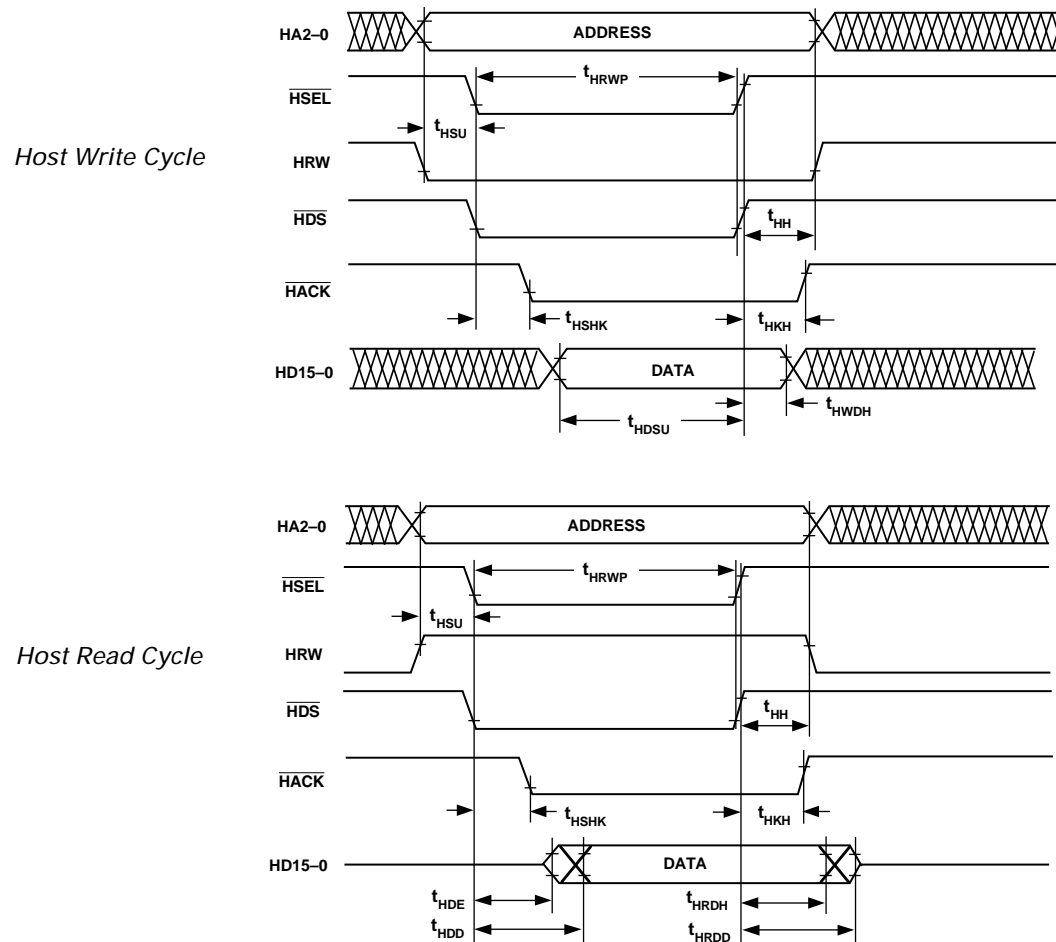 HA2–0
ADDRESS
tHRWP
HSEL
tHSU
Host Write Cycle
HRW
HDS
tHH
HACK
tHSHK
tHKH
HD15–0
DATA
tHWDH
tHDSU
HA2–0
ADDRESS
tHRWP
HSEL
tHSU
Host Read Cycle
HRW
HDS
tHH
HACK
tHSHK
tHKH
HD15–0
DATA
tHDE
tHRDH
tHDD
tHRDD